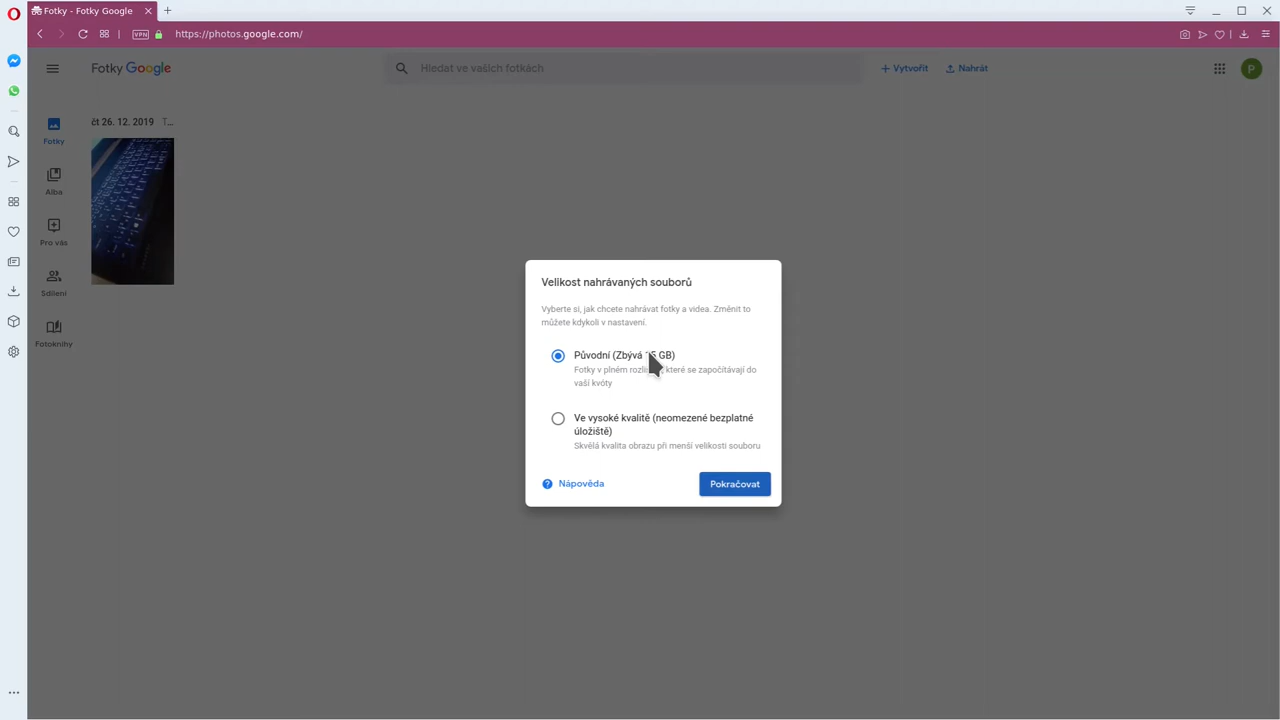 Fotky - Fotky Google
VPN
https://photos.google.com/
Fotky Google
Hledat ve vašich fotkách
Vytvořit
Nahrát
P
Fotky
Alba
Pro vás
Sdílení
Fotoknihy
čt 26. 12. 2019 T...
Velikost nahrávaných souborů
Vyberte si, jak chcete nahrávat fotky a videa. Změnit to
můžete kdykoli v nastavení.
Původní (Zbývá GB)
Fotky v plném které se započítávají do
vaší kvóty
Ve vysoké kvalitě (neomezené bezplatné
úložiště)
Skvělá kvalita obrazu při menší velikosti souboru
Nápověda
Pokračovat